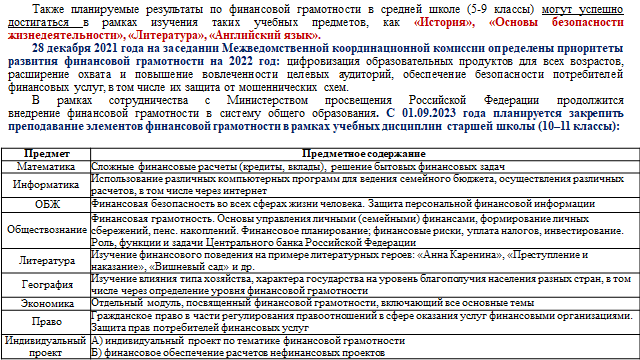 Также планируемые результаты по финансовой грамотности в средней школе (5-9 классы) могут успешно
достигаться в рамках изучения таких учебных предметов, как «История», «Основы безопасности
жизнедеятельности», «Литература», «Английский язык».
28 декабря 2021 года на заседании Межведомственной координационной комиссии определены приоритеты
развития финансовой грамотности на 2022 год: цифровизация образовательных продуктов для всех возрастов,
расширение охвата и повышение вовлеченности целевых аудиторий, обеспечение безопасности потребителей
финансовых услуг, в том числе их защита от мошеннических схем.
В рамках сотрудничества с Министерством просвещения Российской Федерации продолжится
внедрение финансовой грамотности в систему общего образования. С 01.09.2023 года планируется закрепить
преподавание элементов финансовой грамотности в рамках учебных дисциплин старшей школы (10–11 классы):
Предмет Предметное содержание
Математика Сложные финансовые расчеты (кредиты, вклады), решение бытовых финансовых задач
Информатика Использование различных компьютерных программ для ведения семейного бюджета, осуществления различных
расчетов, в том числе через интернет
ОБЖ Финансовая безопасность во всех сферах жизни человека. Защита персональной финансовой информации
Обществознание Финансовая грамотность. Основы управления личными (семейными) финансами, формирование личных
сбережений, пенс. накоплений. Финансовое планирование; финансовые риски, уплата налогов, инвестирование.
Роль, функции и задачи Центрального банка Российской Федерации
Литература Изучение финансового поведения на примере литературных героев: «Анна Каренина», «Преступление и
наказание», «Вишневый сад» и др.
География Изучение влияния типа хозяйства, характера государства на уровень благополучия населения разных стран, в том
числе через определение уровня финансовой грамотности
Экономика Отдельный модуль, посвященный финансовой грамотности, включающий все основные темы
Право Гражданское право в части регулирования правоотношений в сфере оказания услуг финансовыми организациями.
Защита прав потребителей финансовых услуг
Индивидуальный проект А) индивидуальный проект по тематике финансовой грамотности
Б) финансовое обеспечение расчетов нефинансовых проектов